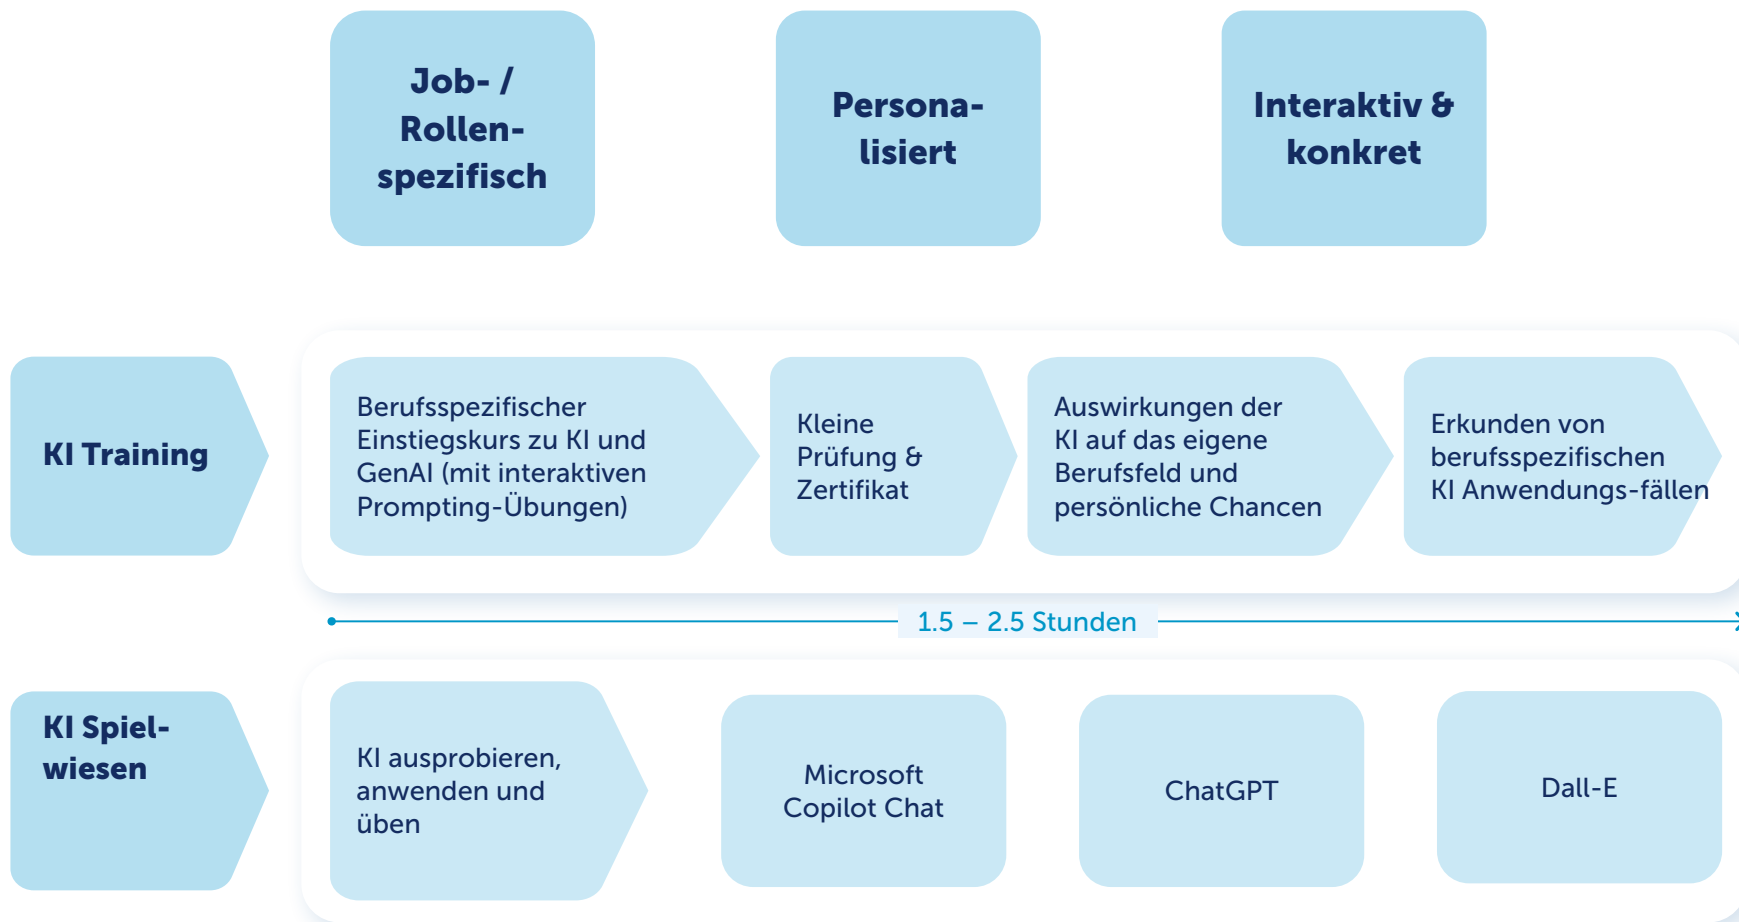 Job- /
Rollen-
spezifisch
Persona-
lisiert
Interaktiv &
konkret
KI Training
Berufsspezifischer
Einstiegskurs zu KI und
GenAI (mit interaktiven
Prompting-Übungen)
Kleine
Prüfung &
Zertifikat
Auswirkungen der
KI auf das eigene
Berufsfeld und
persönliche Chancen
Erkunden von
berufsspezifischen
KI Anwendungs-fällen
1.5 – 2.5 Stunden
KI Spiel-
wiesen
KI ausprobieren,
anwenden und
üben
Microsoft
Copilot Chat
ChatGPT
Dall-E